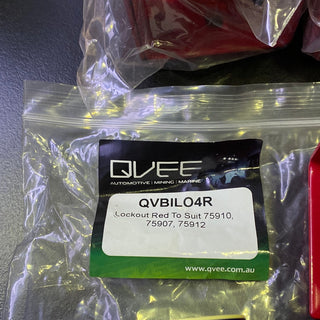 QVEE
AUTOMOTIVE | MINING | MARINE
QVBILO4R
Lockout Red To Suit 75910,
75907, 75912
www.qvee.com.au